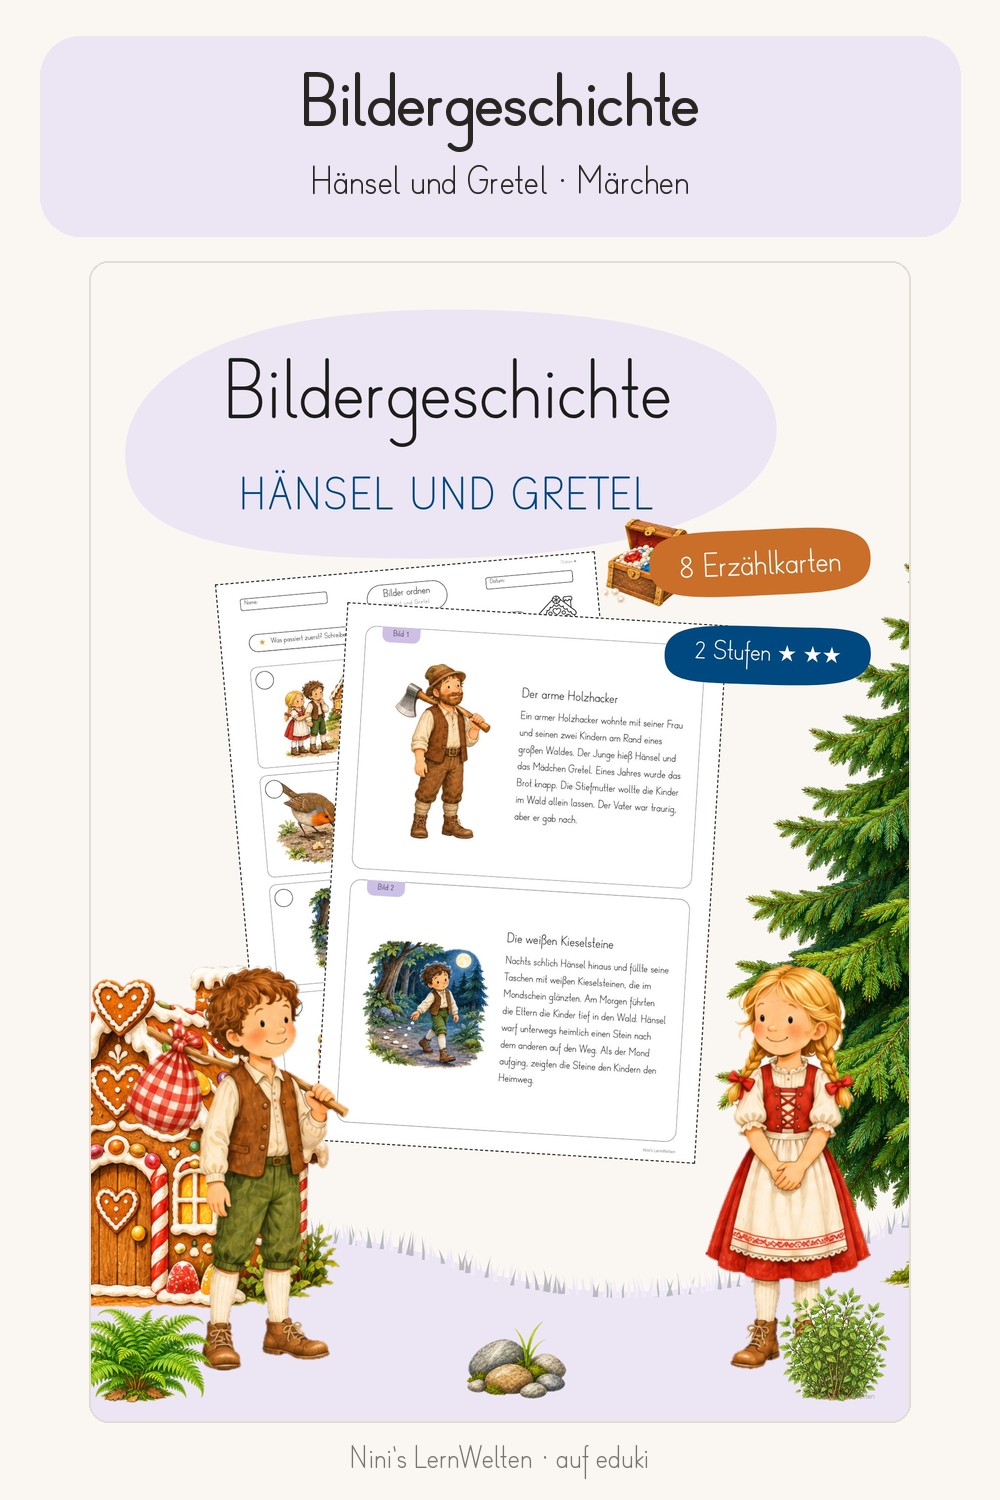 Bildergeschichte
Hänsel und Gretel · Märchen
Bildergeschichte
HÄNSEL UND GRETEL
8 Erzählkarten
2 Stufen ★ ★★
Name:
Bilder ordnen
Datum:
Was passiert zuerst?
Bild 1
Der arme Holzhacker
Ein armer Holzhacker wohnte mit seiner Frau
und seinen zwei Kindern am Rand eines
großen Waldes. Der Junge hieß Hänsel und
das Mädchen Gretel. Eines Jahres wurde das
Brot knapp. Die Stiefmutter wollte die Kinder
im Wald allein lassen. Der Vater war traurig,
aber er gab nach.
Bild 2
Die weißen Kieselsteine
Nachts schlich Hänsel hinaus und füllte seine
Taschen mit weißen Kieselsteinen, die im
Mondschein glänzten. Am Morgen führten
die Eltern die Kinder tief in den Wald. Hänsel
warf unterwegs heimlich einen Stein nach
dem anderen auf den Weg. Als der Mond
aufging, zeigten die Steine den Kindern den
Heimweg.
Nini's LernWelten
Nini's LernWelten · auf eduki